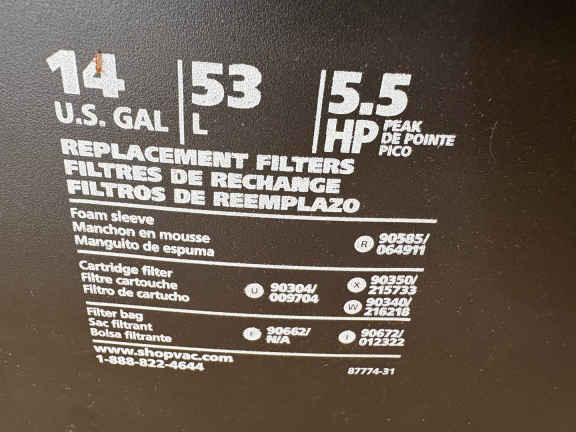 14 53 5.5
U.S. GAL L HP PEAK
DE POINTE
PICO
REPLACEMENT FILTERS
FILTRES DE RECHANGE
FILTROS DE REEMPLAZO
Foam sleeve
Manchon en mousse
Manguito de espuma
R 90585/
064911
Cartridge filter
Filtre cartouche
Filtro de cartucho
U 90304/
009704
X 90350/
215733
W 90340/
216218
Filter bag
Sac filtrant
Bolsa filtrante
90662/
N/A
I 90672/
012322
www.shopvac.com
1-888-822-4644
87774-31